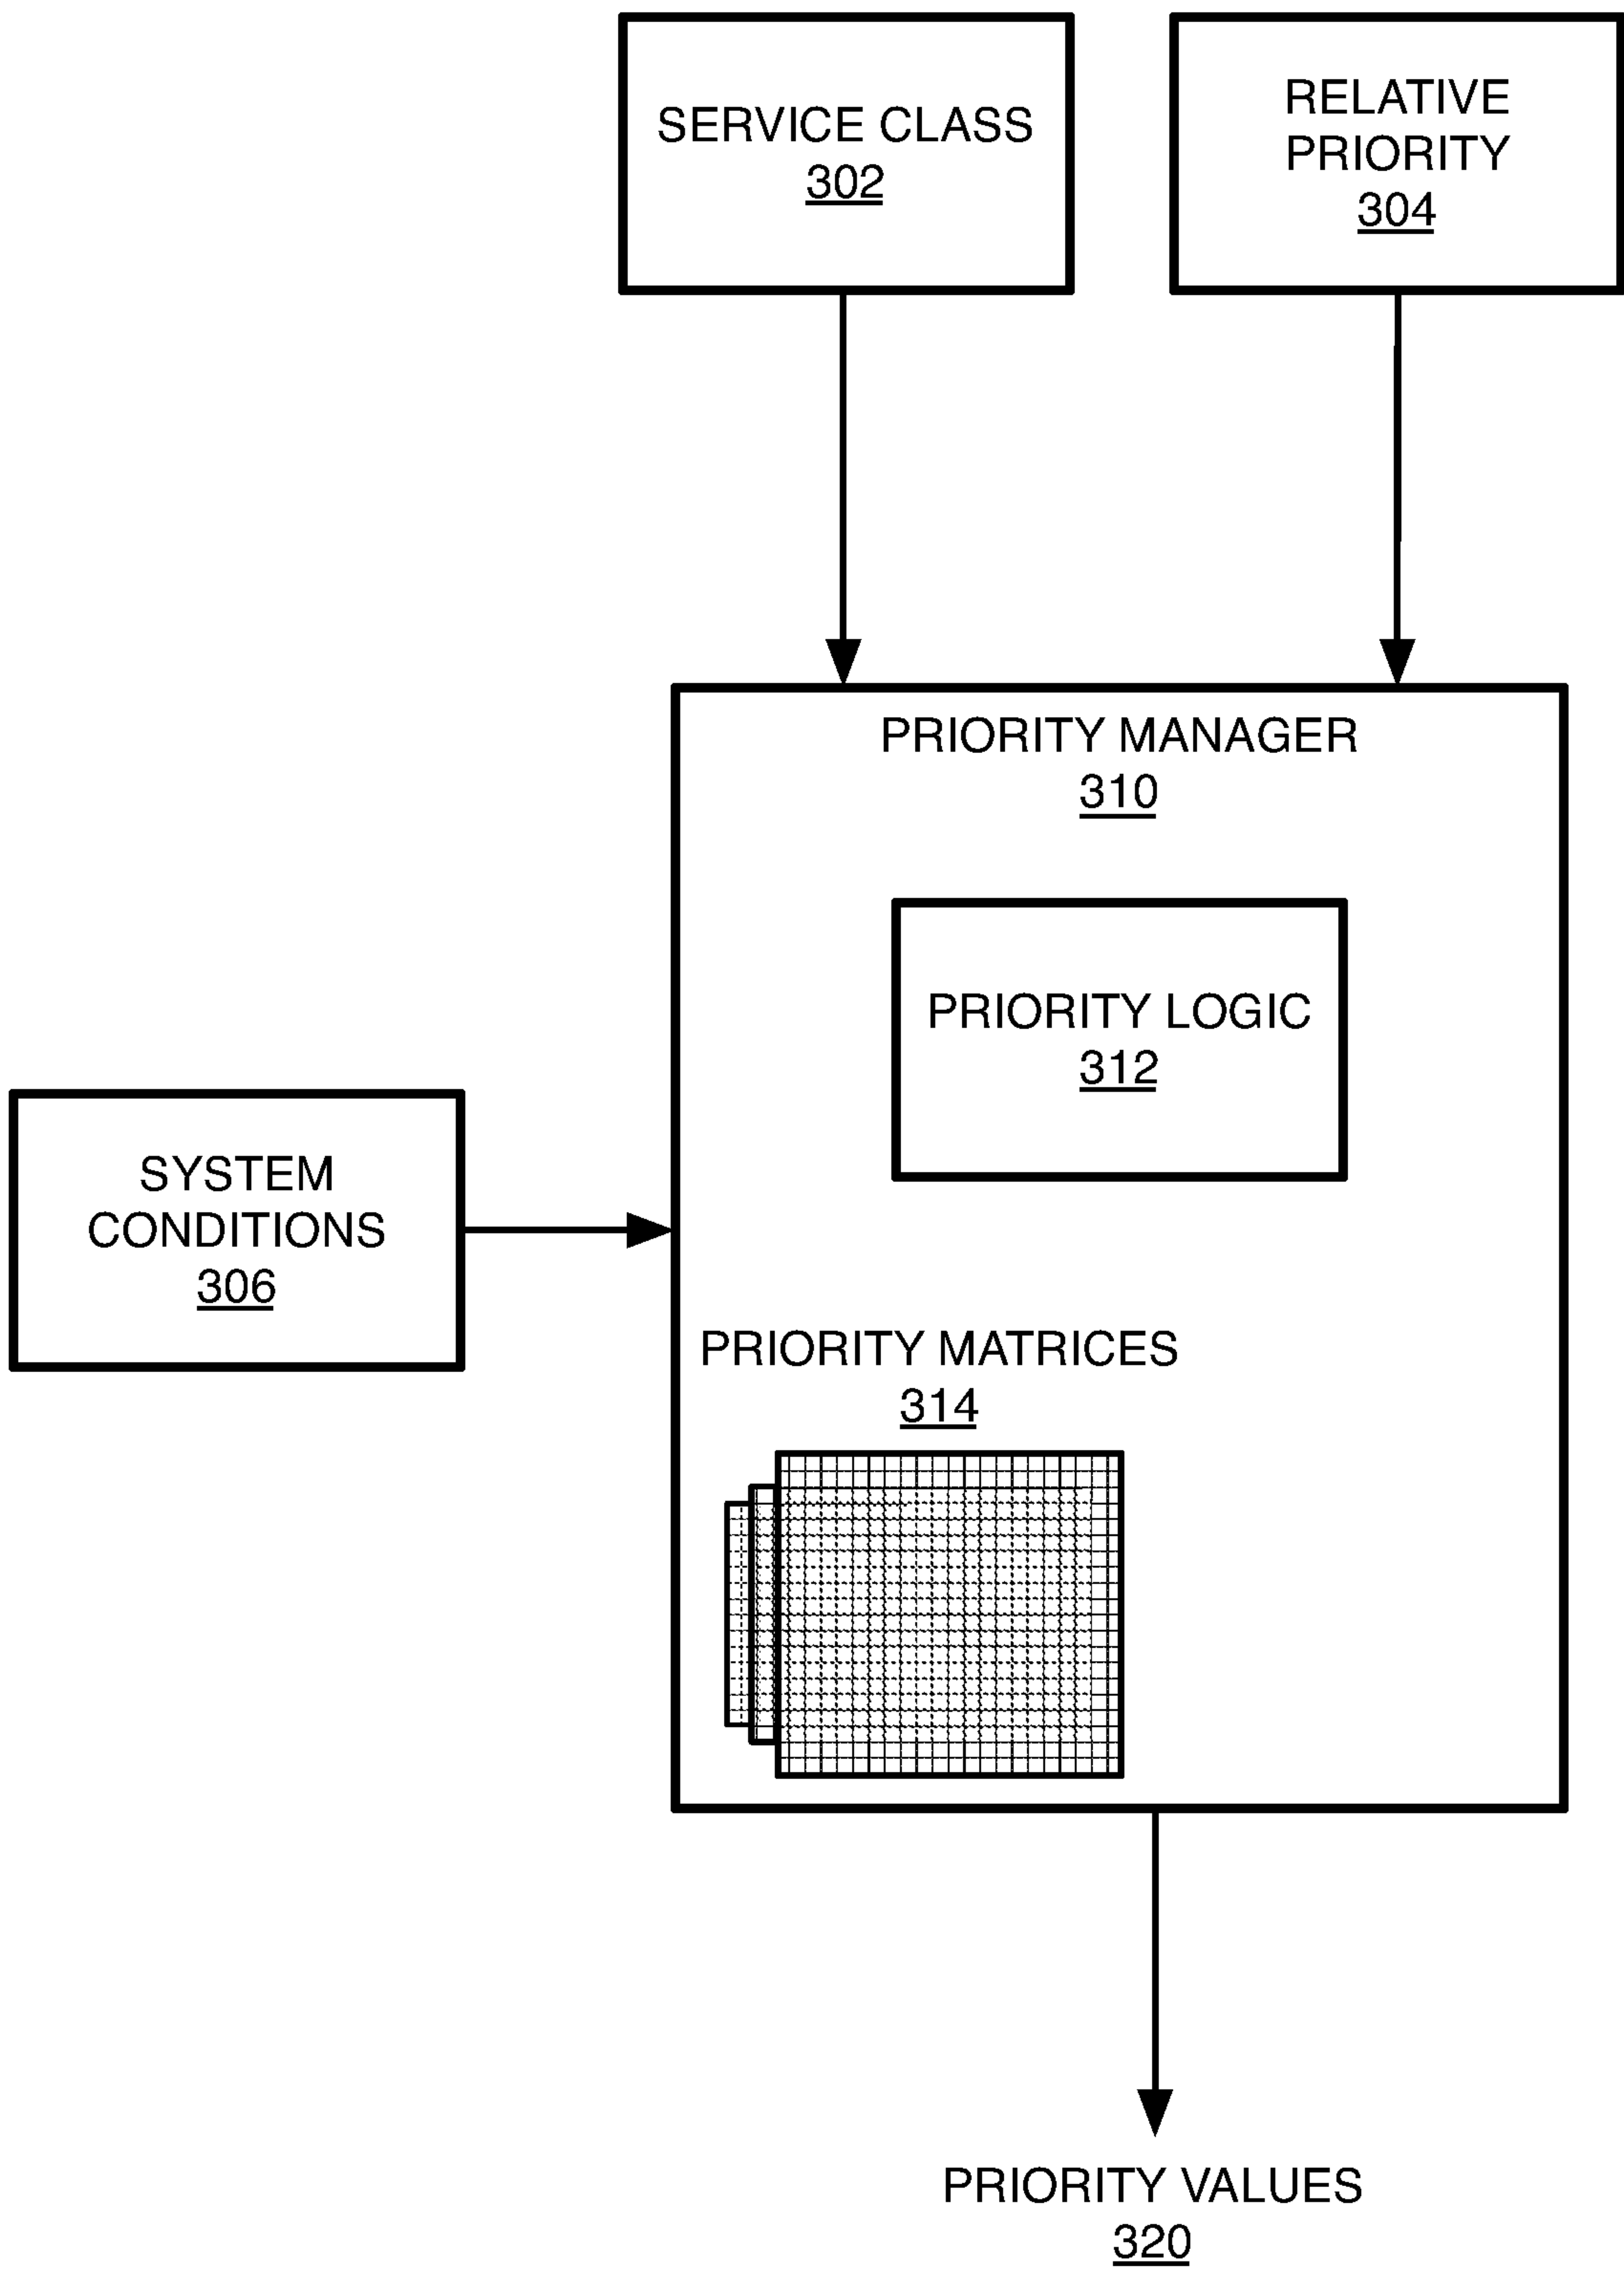 SERVICE CLASS
302
RELATIVE
PRIORITY
304
PRIORITY MANAGER
310
PRIORITY LOGIC
312
SYSTEM
CONDITIONS
306
PRIORITY MATRICES
314
PRIORITY VALUES
320